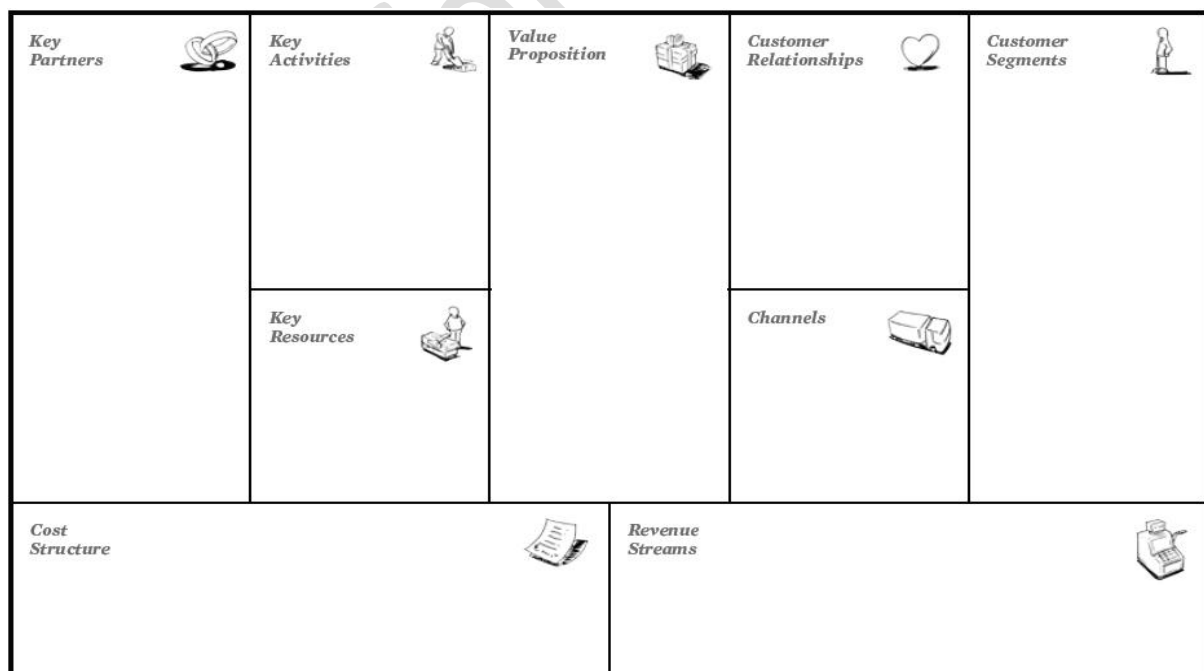 Key
Partners
Key
Activities
Value
Proposition
Customer
Relationships
Customer
Segments
Key
Resources
Channels
Cost
Structure
Revenue
Streams